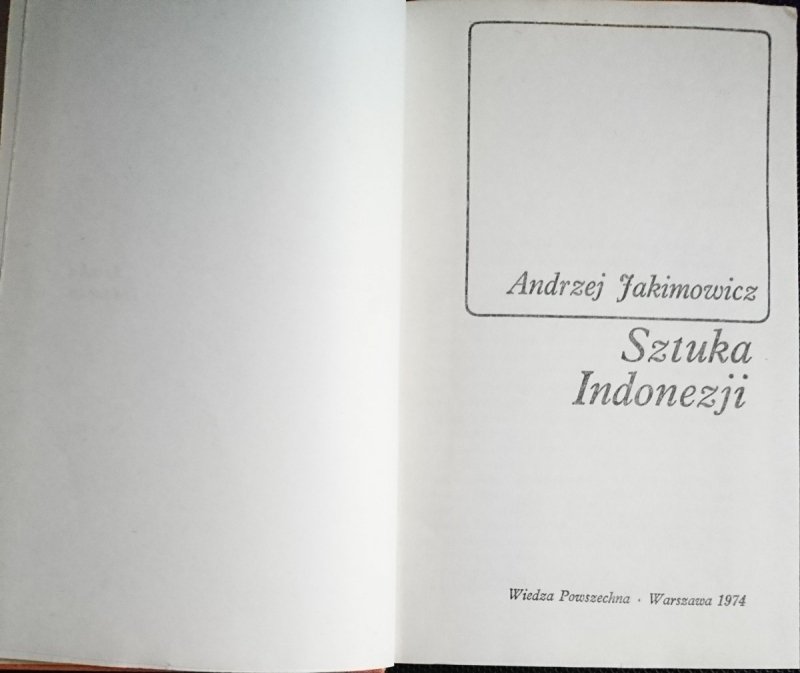 Andrzej Jakimowicz
Sztuka
Indonezji
Wiedza Powszechna · Warszawa 1974